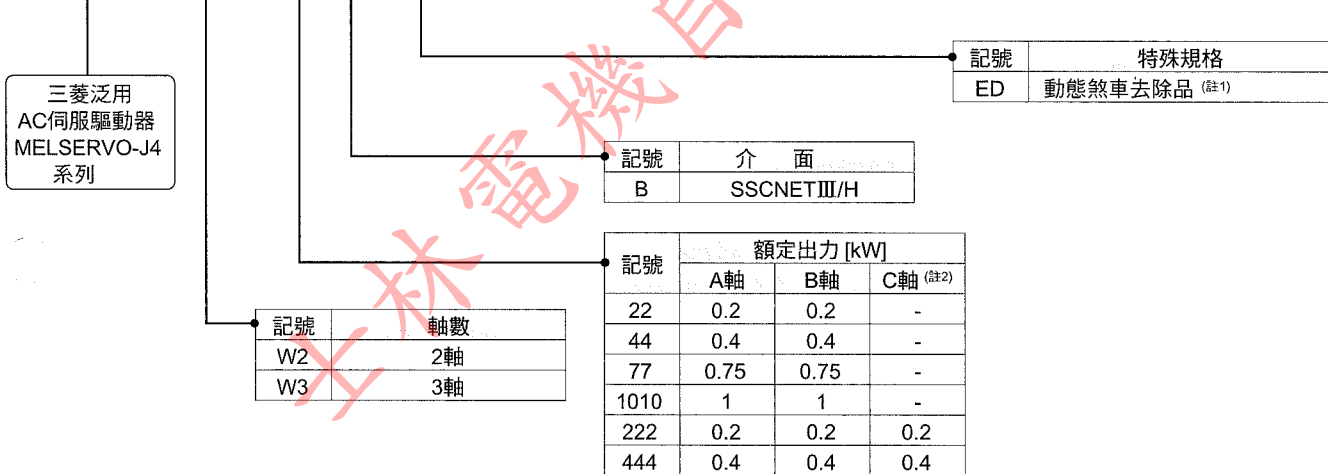 記號 特殊規格
ED 動態煞車去除品 (註1)
三菱泛用
AC伺服驅動器
MELSERVO-J4
系列
記號 介 面
B SSCNETⅢ/H
記號 額定出力 [kW]
A軸 B軸 C軸 (註2)
22 0.2 0.2 -
44 0.4 0.4 -
77 0.75 0.75 -
1010 1 1 -
222 0.2 0.2 0.2
444 0.4 0.4 0.4
記號 軸數
W2 2軸
W3 3軸
士林電機